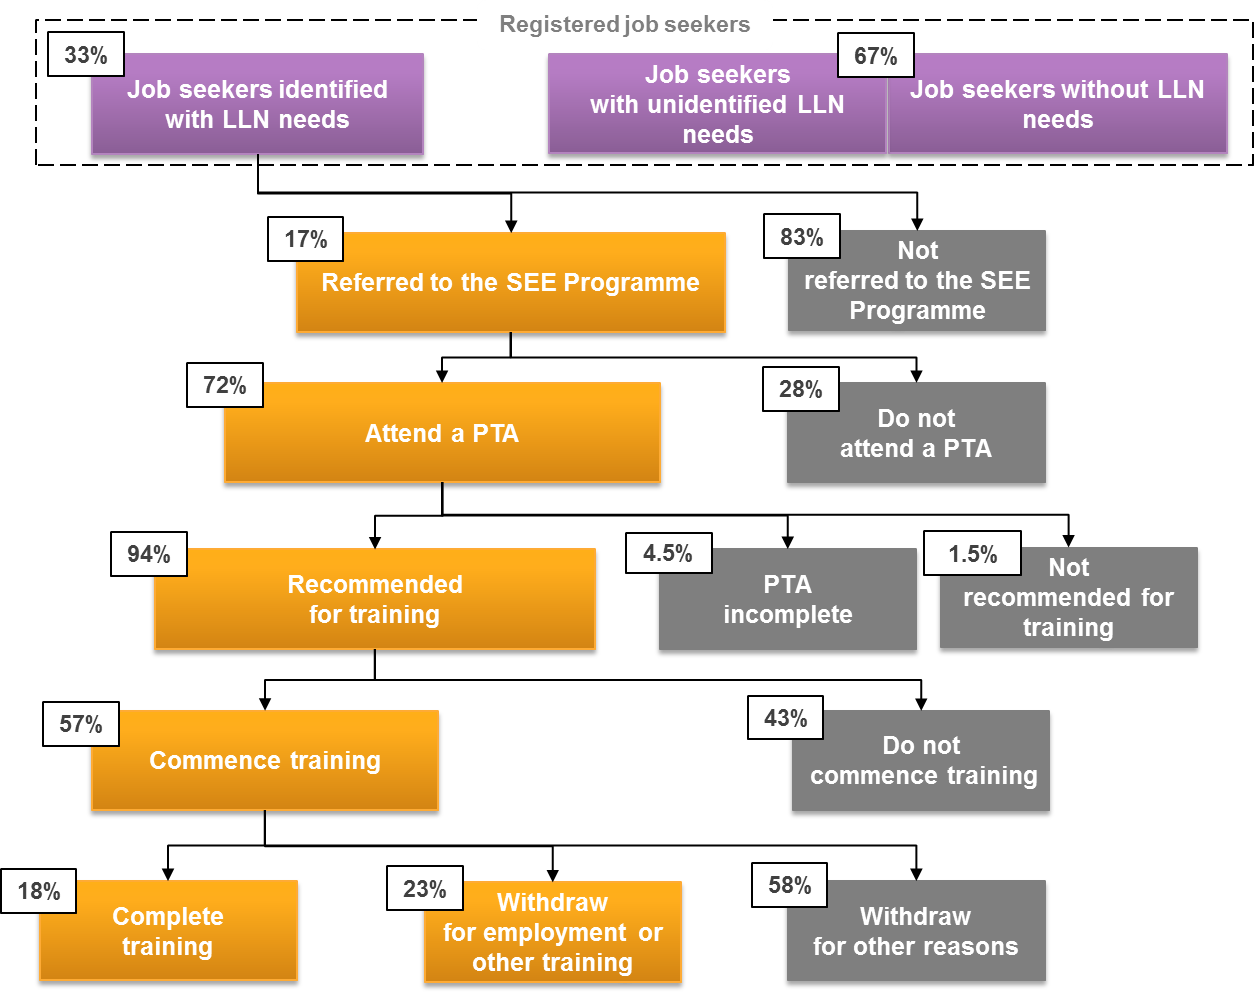 Registered job seekers
33%
Job seekers identified
with LLN needs
Job seekers
with unidentified LLN
needs
67%
Job seekers without LLN
needs
17%
Referred to the SEE Programme
83%
Not
referred to the SEE
Programme
72%
Attend a PTA
28%
Do not
attend a PTA
94%
Recommended
for training
4.5%
PTA
incomplete
1.5%
Not
recommended for
training
57%
Commence training
43%
Do not
commence training
18%
Complete
training
23%
Withdraw
for employment or
other training
58%
Withdraw
for other reasons